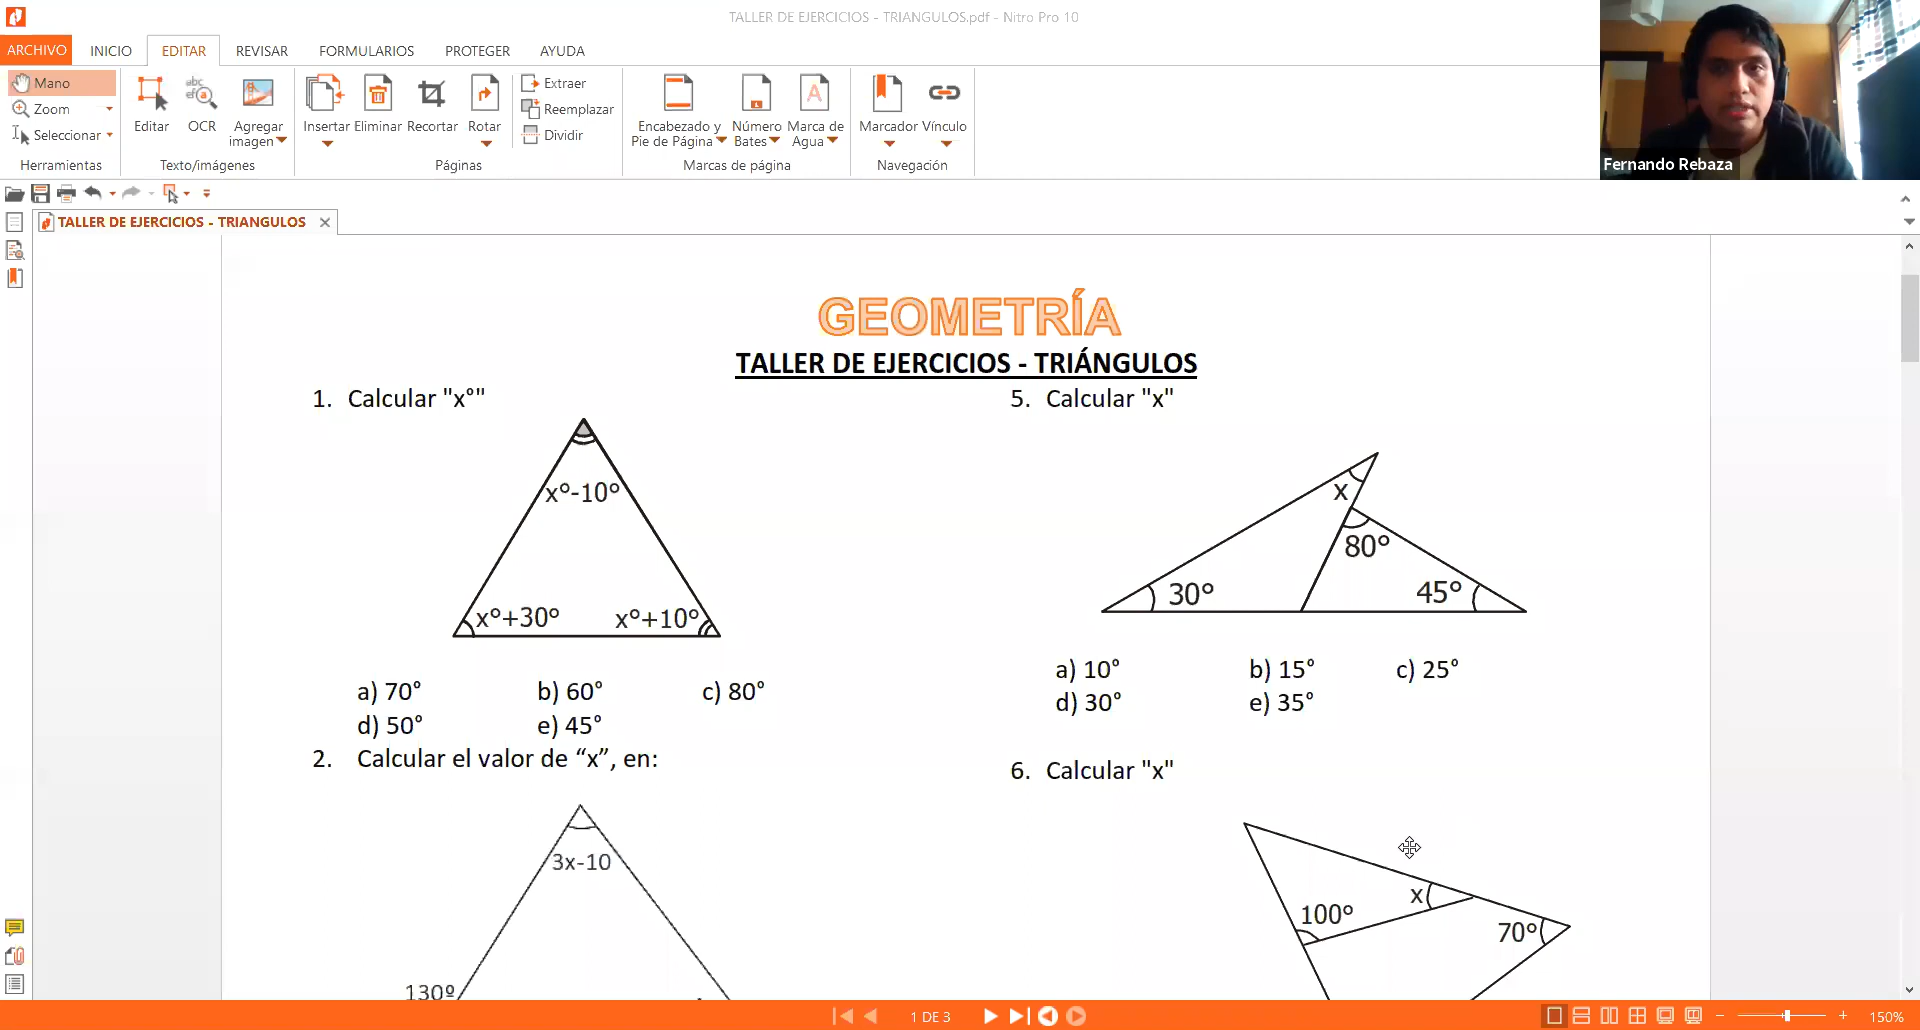 TALLER DE EJERCICIOS - TRIANGULOS.pdf - Nitro Pro 10
ARCHIVO INICIO EDITAR REVISAR FORMULARIOS PROTEGER AYUDA
Mano
Zoom
Seleccionar
Herramientas
Editar OCR Agregar imagen
Texto/imágenes
Insertar Eliminar Recortar Rotar
Extraer
Reemplazar
Dividir
Páginas
Encabezado y Pie de Página
Número Bates
Marca de Agua
Marcas de página
Marcador Vínculo
Navegación
Fernando Rebaza
TALLER DE EJERCICIOS - TRIANGULOS
GEOMETRÍA
TALLER DE EJERCICIOS - TRIÁNGULOS
1. Calcular "x°"
x°-10°
x°+30° x°+10°
a) 70° b) 60° c) 80°
d) 50° e) 45°
2. Calcular el valor de “x”, en:
3x-10
130º
5. Calcular "x"
x
80°
30° 45°
a) 10° b) 15° c) 25°
d) 30° e) 35°
6. Calcular "x"
x
100°
70°
1 DE 3
150%